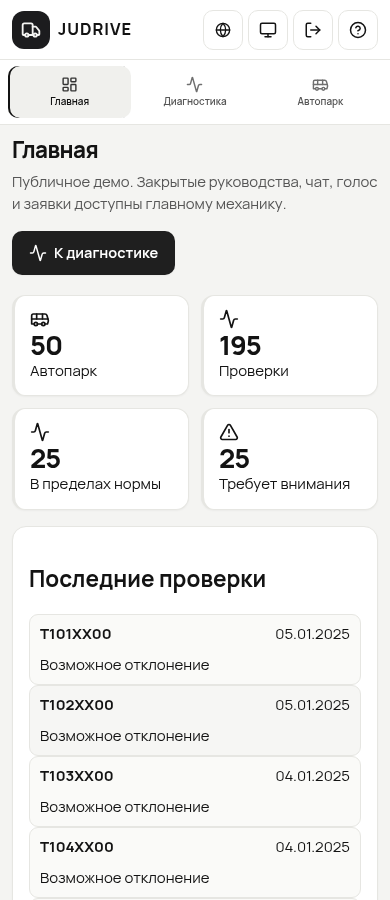 JUDRIVE
Главная
Диагностика
Автопарк
Главная
Публичное демо. Закрытые руководства, чат, голос
и заявки доступны главному механику.
К диагностике
50
Автопарк
195
Проверки
25
В пределах нормы
25
Требует внимания
Последние проверки
T101XX00 05.01.2025
Возможное отклонение
T102XX00 05.01.2025
Возможное отклонение
T103XX00 04.01.2025
Возможное отклонение
T104XX00 04.01.2025
Возможное отклонение